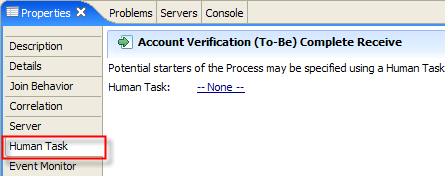 Properties Problems Servers Console
Description
Account Verification (To-Be) Complete Receive
Details
Potential starters of the Process may be specified using a Human Task
Join Behavior
Human Task: -- None --
Correlation
Server
Human Task
Event Monitor